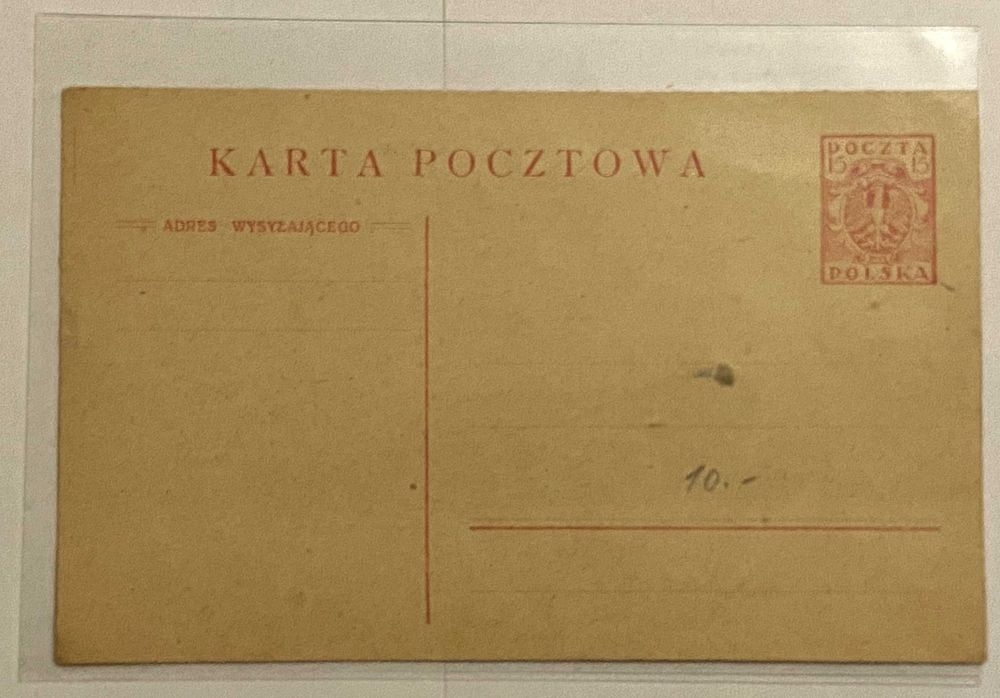 KARTA POCZTOWA
POCZTA
15 15
POLSKA
ADRES WYSYŁAJĄCEGO
10.-